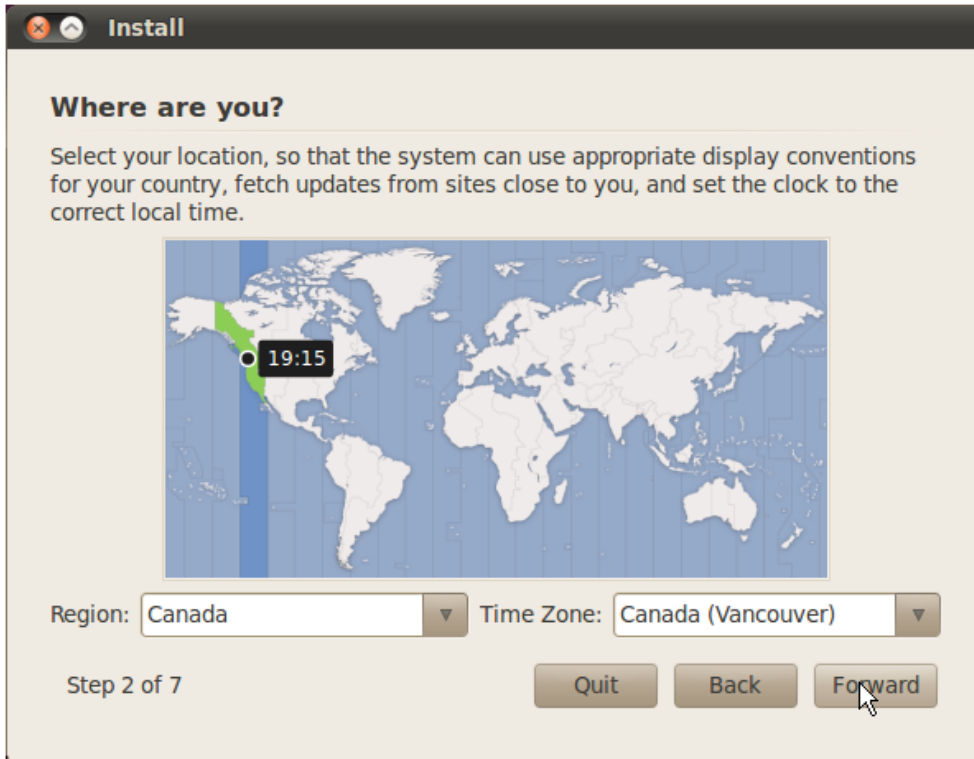 Install
Where are you?
Select your location, so that the system can use appropriate display conventions
for your country, fetch updates from sites close to you, and set the clock to the
correct local time.
19:15
Region: Canada Time Zone: Canada (Vancouver)
Step 2 of 7 Quit Back Forward